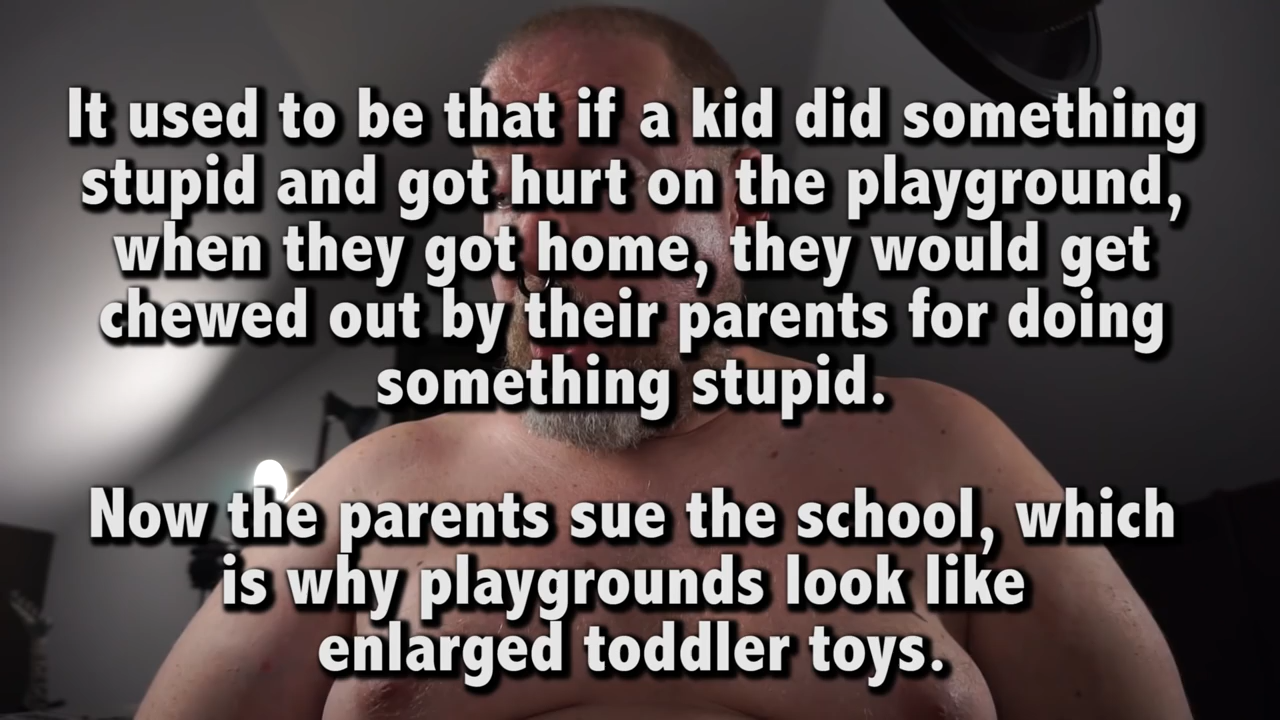 It used to be that if a kid did something
stupid and got hurt on the playground,
when they got home, they would get
chewed out by their parents for doing
something stupid.
Now the parents sue the school, which
is why playgrounds look like
enlarged toddler toys.